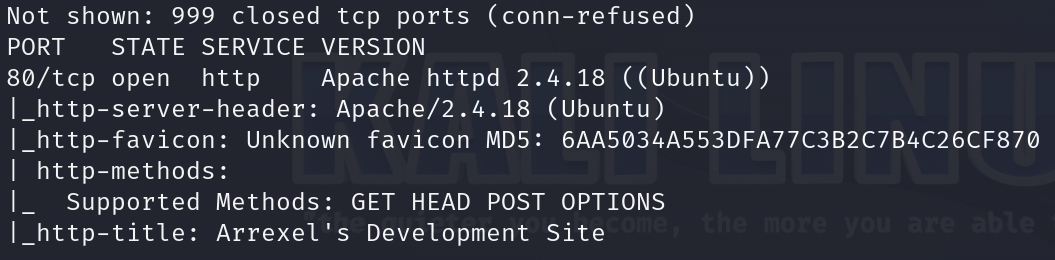 Not shown: 999 closed tcp ports (conn-refused)
PORT   STATE SERVICE VERSION
80/tcp open  http    Apache httpd 2.4.18 ((Ubuntu))
|_http-server-header: Apache/2.4.18 (Ubuntu)
|_http-favicon: Unknown favicon MD5: 6AA5034A553DFA77C3B2C7B4C26CF870
| http-methods:
|_  Supported Methods: GET HEAD POST OPTIONS
|_http-title: Arrexel's Development Site
KALI LINU
"the quieter you become, the more you are able